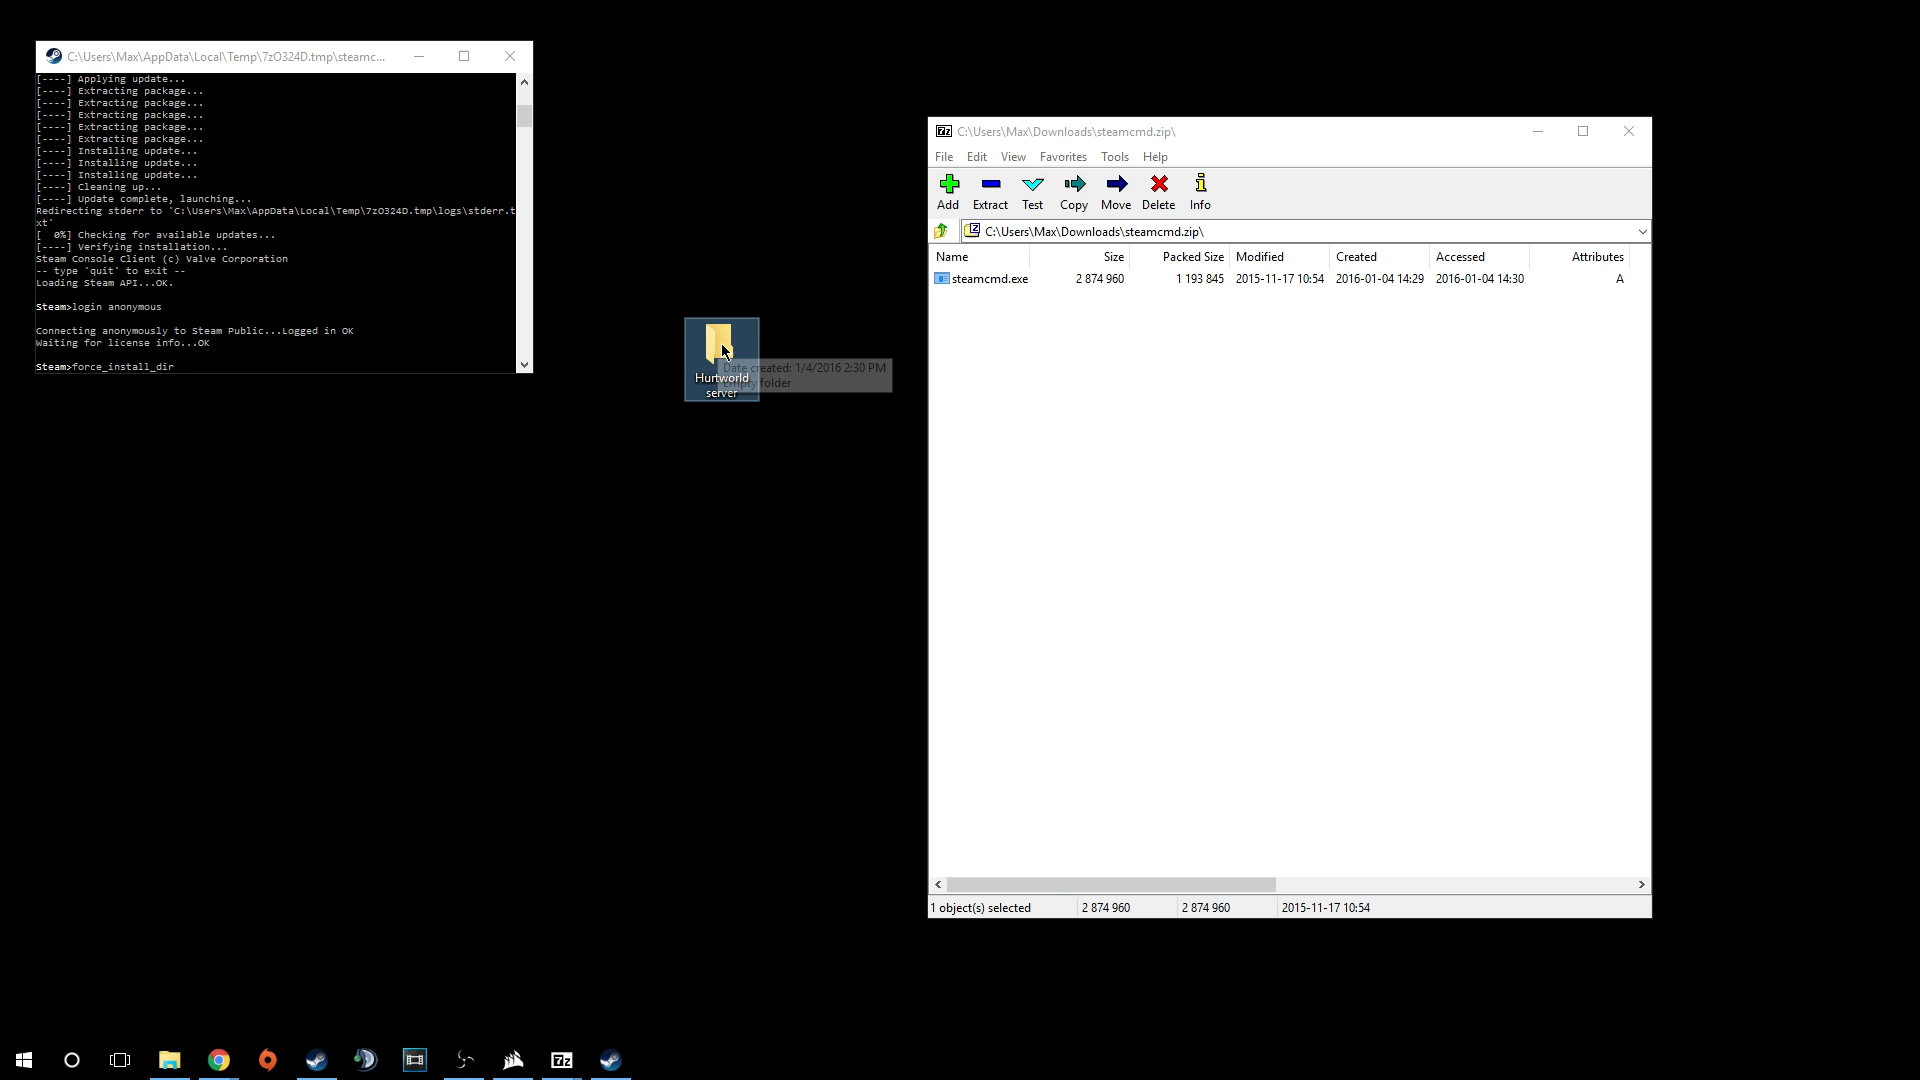 C:\Users\Max\AppData\Local\Temp\7zO324D.tmp\steamc...
[----] Applying update...
[----] Extracting package...
[----] Extracting package...
[----] Extracting package...
[----] Extracting package...
[----] Extracting package...
[----] Installing update...
[----] Installing update...
[----] Installing update...
[----] Cleaning up...
[----] Update complete, launching...
Redirecting stderr to 'C:\Users\Max\AppData\Local\Temp\7zO324D.tmp\logs\stderr.t
xt'
[  0%] Checking for available updates...
[----] Verifying installation...
Steam Console Client (c) Valve Corporation
-- type 'quit' to exit --
Loading Steam API...OK.
Steam>login anonymous
Connecting anonymously to Steam Public...Logged in OK
Waiting for license info...OK
Steam>force_install_dir
Hurtworld
server
Date created: 1/4/2016 2:30 PM
Empty folder
7z C:\Users\Max\Downloads\steamcmd.zip\
File Edit View Favorites Tools Help
Add Extract Test Copy Move Delete Info
C:\Users\Max\Downloads\steamcmd.zip\
Name Size Packed Size Modified Created Accessed Attributes
steamcmd.exe 2 874 960 1 193 845 2015-11-17 10:54 2016-01-04 14:29 2016-01-04 14:30 A
1 object(s) selected 2 874 960 2 874 960 2015-11-17 10:54
7z